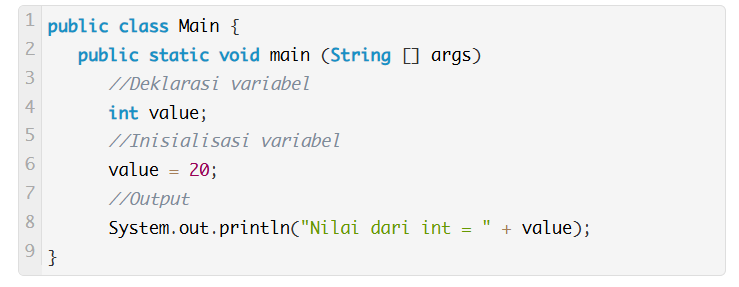 1 public class Main {
2 public static void main (String [] args)
3 //Deklarasi variabel
4 int value;
5 //Inisialisasi variabel
6 value = 20;
7 //Output
8 System.out.println("Nilai dari int = " + value);
9 }